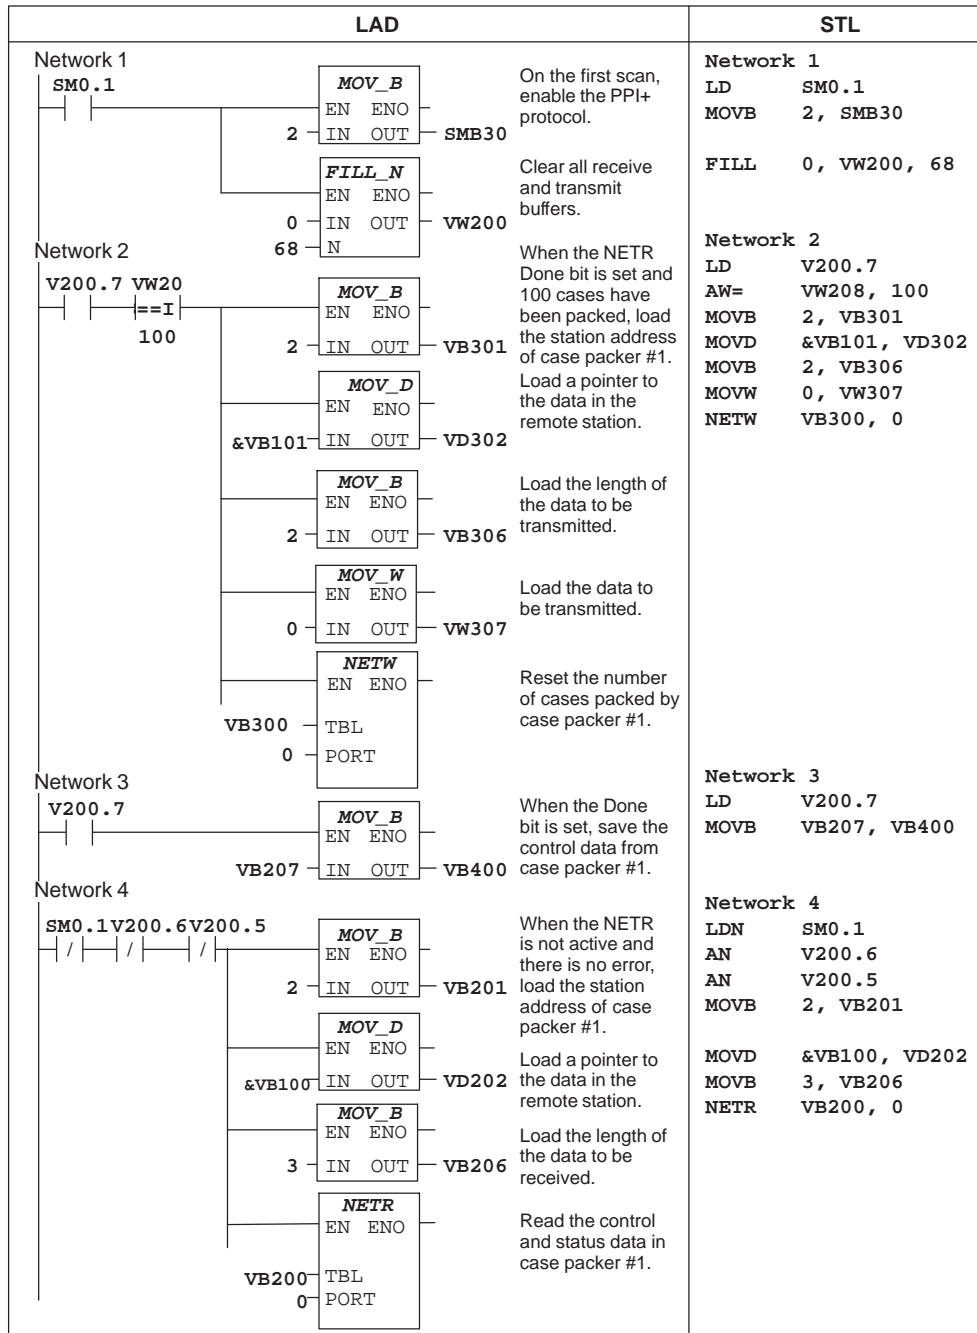 LAD
STL
Network 1
SM0.1
MOV_B
EN ENO
2 IN OUT SMB30
On the first scan,
enable the PPI+
protocol.
FILL_N
EN ENO
0 IN OUT VW200
68 N
Clear all receive
and transmit
buffers.
Network 1
LD SM0.1
MOVB 2, SMB30
FILL 0, VW200, 68
Network 2
V200.7 VW20
==I
100
MOV_B
EN ENO
2 IN OUT VB301
When the NETR
Done bit is set and
100 cases have
been packed, load
the station address
of case packer #1.
MOV_D
EN ENO
&VB101 IN OUT VD302
Load a pointer to
the data in the
remote station.
MOV_B
EN ENO
2 IN OUT VB306
Load the length of
the data to be
transmitted.
MOV_W
EN ENO
0 IN OUT VW307
Load the data to
be transmitted.
NETW
EN ENO
VB300 TBL
0 PORT
Reset the number
of cases packed by
case packer #1.
Network 2
LD V200.7
AW= VW208, 100
MOVB 2, VB301
MOVD &VB101, VD302
MOVB 2, VB306
MOVW 0, VW307
NETW VB300, 0
Network 3
V200.7
MOV_B
EN ENO
VB207 IN OUT VB400
When the Done
bit is set, save the
control data from
case packer #1.
Network 3
LD V200.7
MOVB VB207, VB400
Network 4
SM0.1 V200.6 V200.5
/ / /
MOV_B
EN ENO
2 IN OUT VB201
When the NETR
is not active and
there is no error,
load the station
address of case
packer #1.
MOV_D
EN ENO
&VB100 IN OUT VD202
Load a pointer to
the data in the
remote station.
MOV_B
EN ENO
3 IN OUT VB206
Load the length of
the data to be
received.
NETR
EN ENO
VB200 TBL
0 PORT
Read the control
and status data in
case packer #1.
Network 4
LDN SM0.1
AN V200.6
AN V200.5
MOVB 2, VB201
MOVD &VB100, VD202
MOVB 3, VB206
NETR VB200, 0